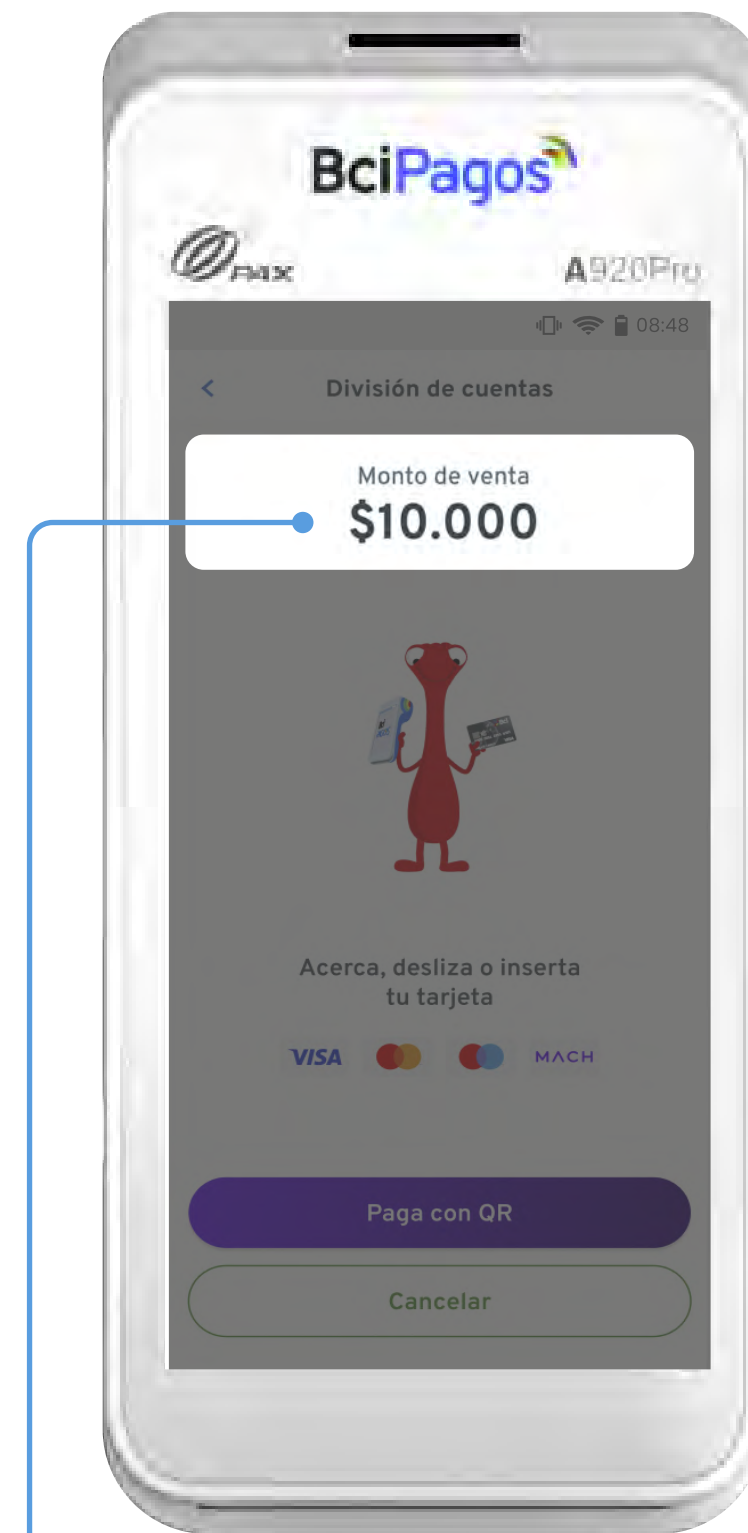 BciPagos
PAX
A920Pro
08:48
<
División de cuentas
Monto de venta
$10.000
Acerca, desliza o inserta
tu tarjeta
VISA
MACH
Paga con QR
Cancelar